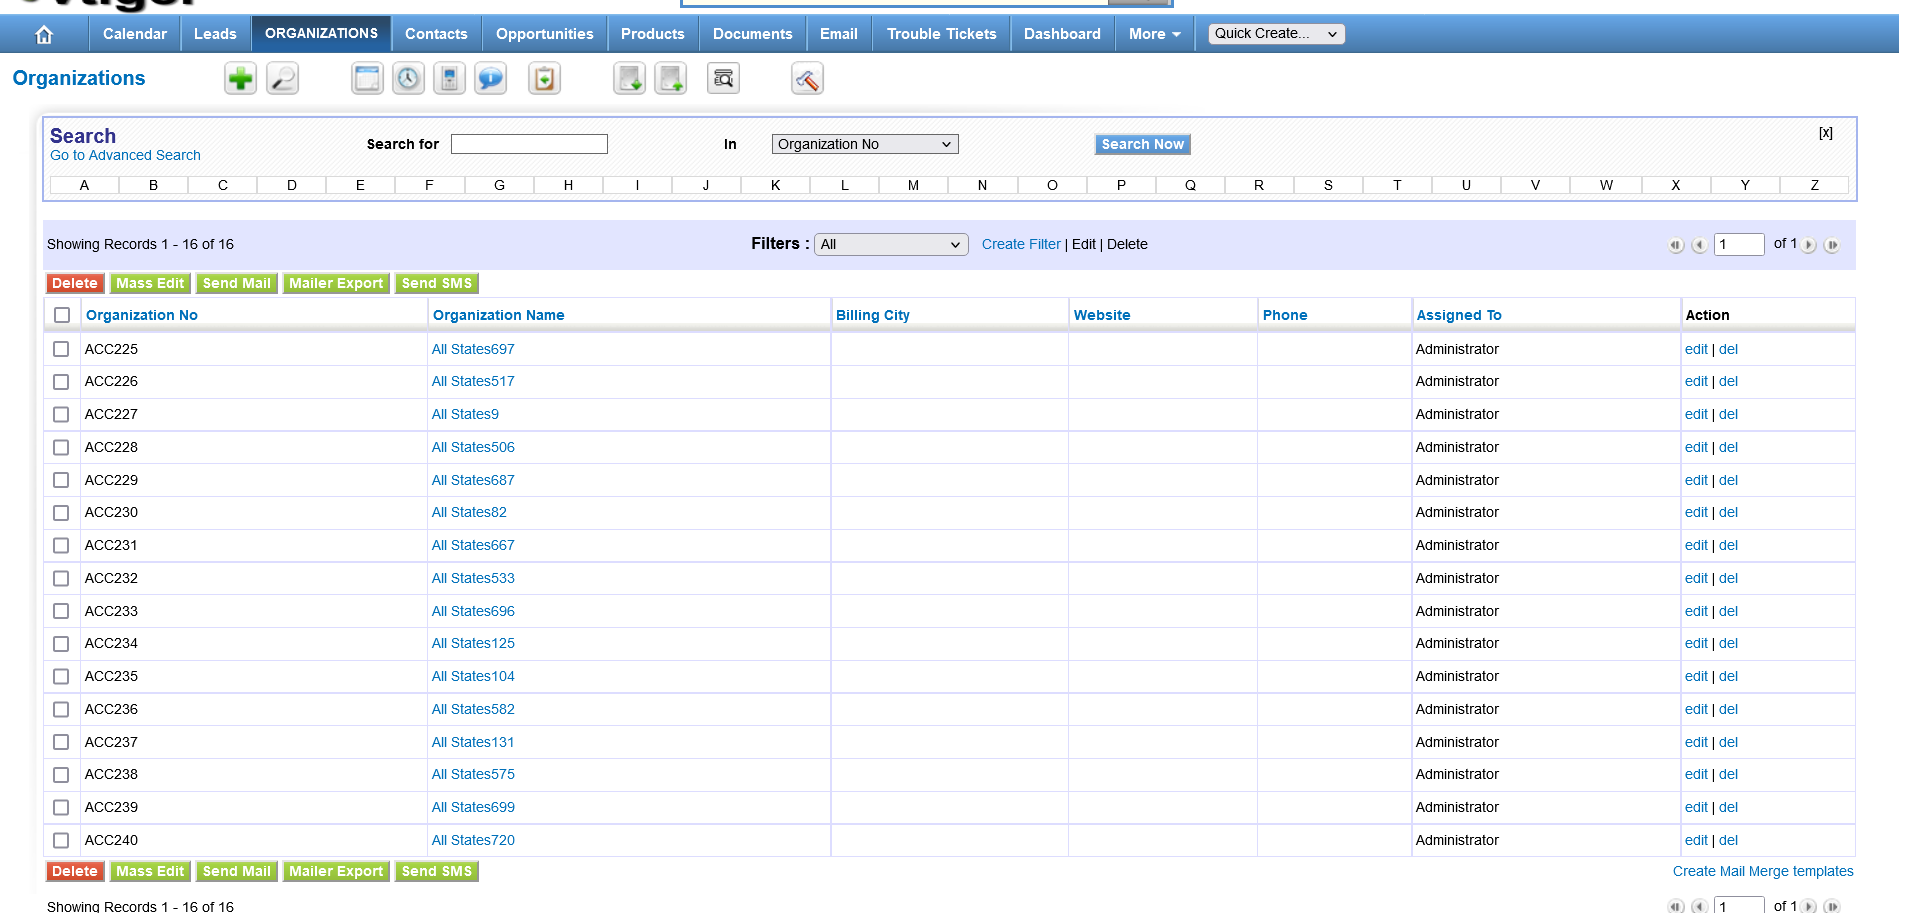 Calendar Leads ORGANIZATIONS Contacts Opportunities Products Documents Email Trouble Tickets Dashboard More Quick Create...
Organizations
Search
Go to Advanced Search
Search for In Organization No Search Now [x]
A B C D E F G H I J K L M N O P Q R S T U V W X Y Z
Showing Records 1 - 16 of 16 Filters : All Create Filter | Edit | Delete 1 of 1
Delete Mass Edit Send Mail Mailer Export Send SMS
Organization No Organization Name Billing City Website Phone Assigned To Action
ACC225 All States697 Administrator edit | del
ACC226 All States517 Administrator edit | del
ACC227 All States9 Administrator edit | del
ACC228 All States506 Administrator edit | del
ACC229 All States687 Administrator edit | del
ACC230 All States82 Administrator edit | del
ACC231 All States667 Administrator edit | del
ACC232 All States533 Administrator edit | del
ACC233 All States696 Administrator edit | del
ACC234 All States125 Administrator edit | del
ACC235 All States104 Administrator edit | del
ACC236 All States582 Administrator edit | del
ACC237 All States131 Administrator edit | del
ACC238 All States575 Administrator edit | del
ACC239 All States699 Administrator edit | del
ACC240 All States720 Administrator edit | del
Delete Mass Edit Send Mail Mailer Export Send SMS Create Mail Merge templates
Showing Records 1 - 16 of 16 1 of 1